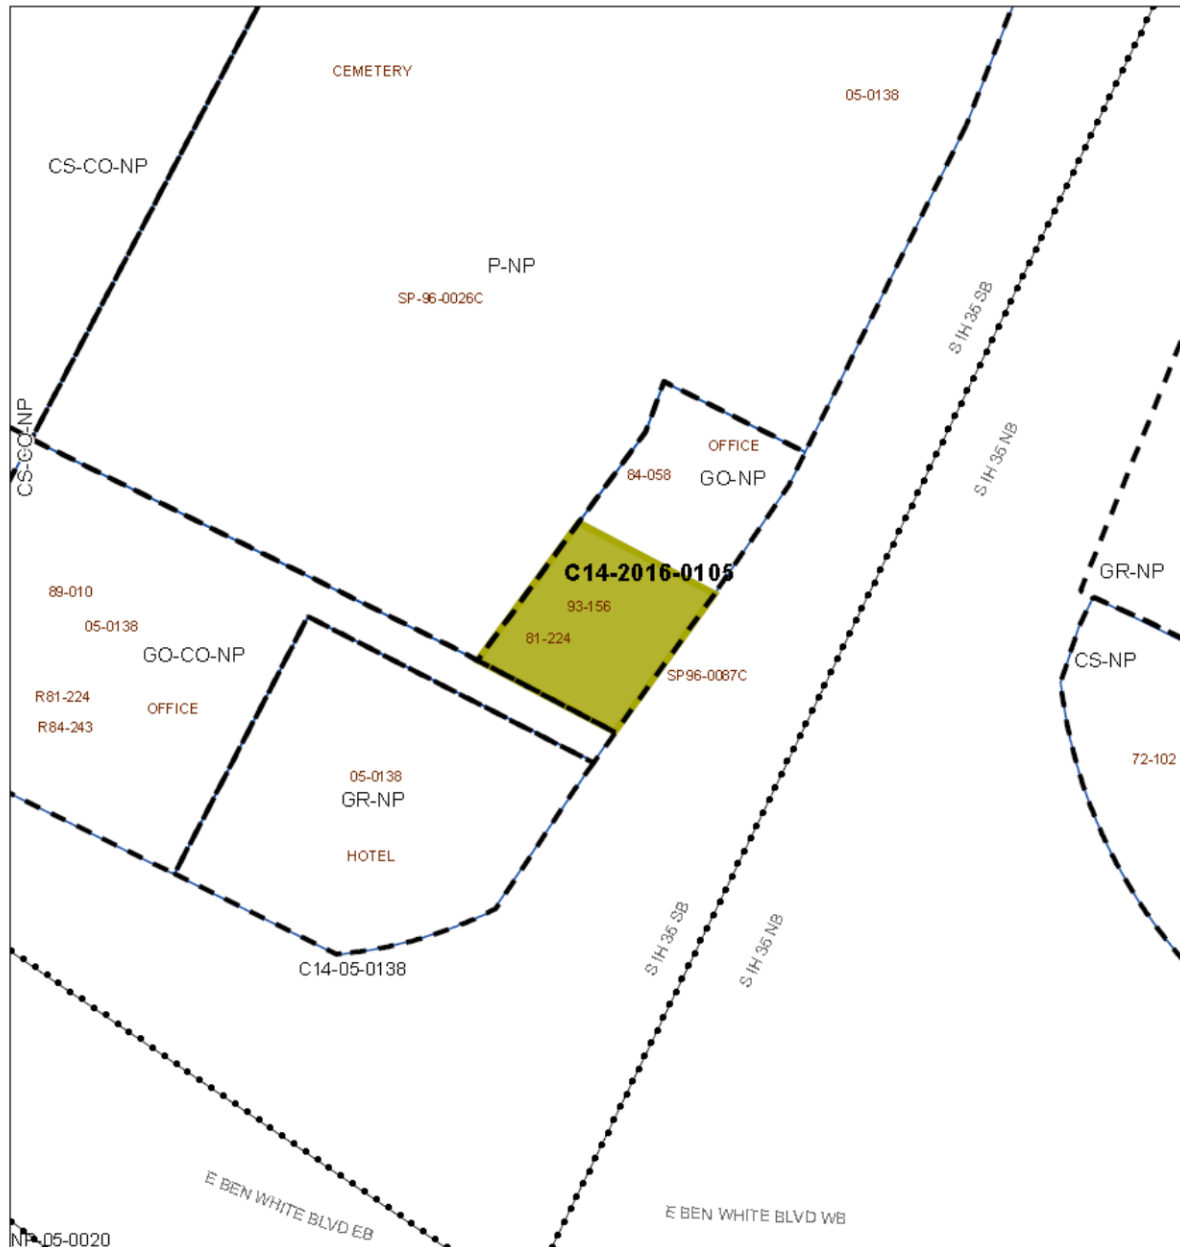 CEMETERY
05-0138
CS-CO-NP
P-NP
SP-96-0026C
S IH 35 SB
CS-CO-NP
OFFICE
84-058
GO-NP
S IH 35 NB
C14-2016-0105
GR-NP
89-010
93-156
05-0138
81-224
GO-CO-NP
CS-NP
SP96-0087C
R81-224
OFFICE
R84-243
72-102
05-0138
GR-NP
HOTEL
S IH 35 SB
S IH 35 NB
C14-05-0138
E BEN WHITE BLVD EB
E BEN WHITE BLVD WB
NP-05-0020